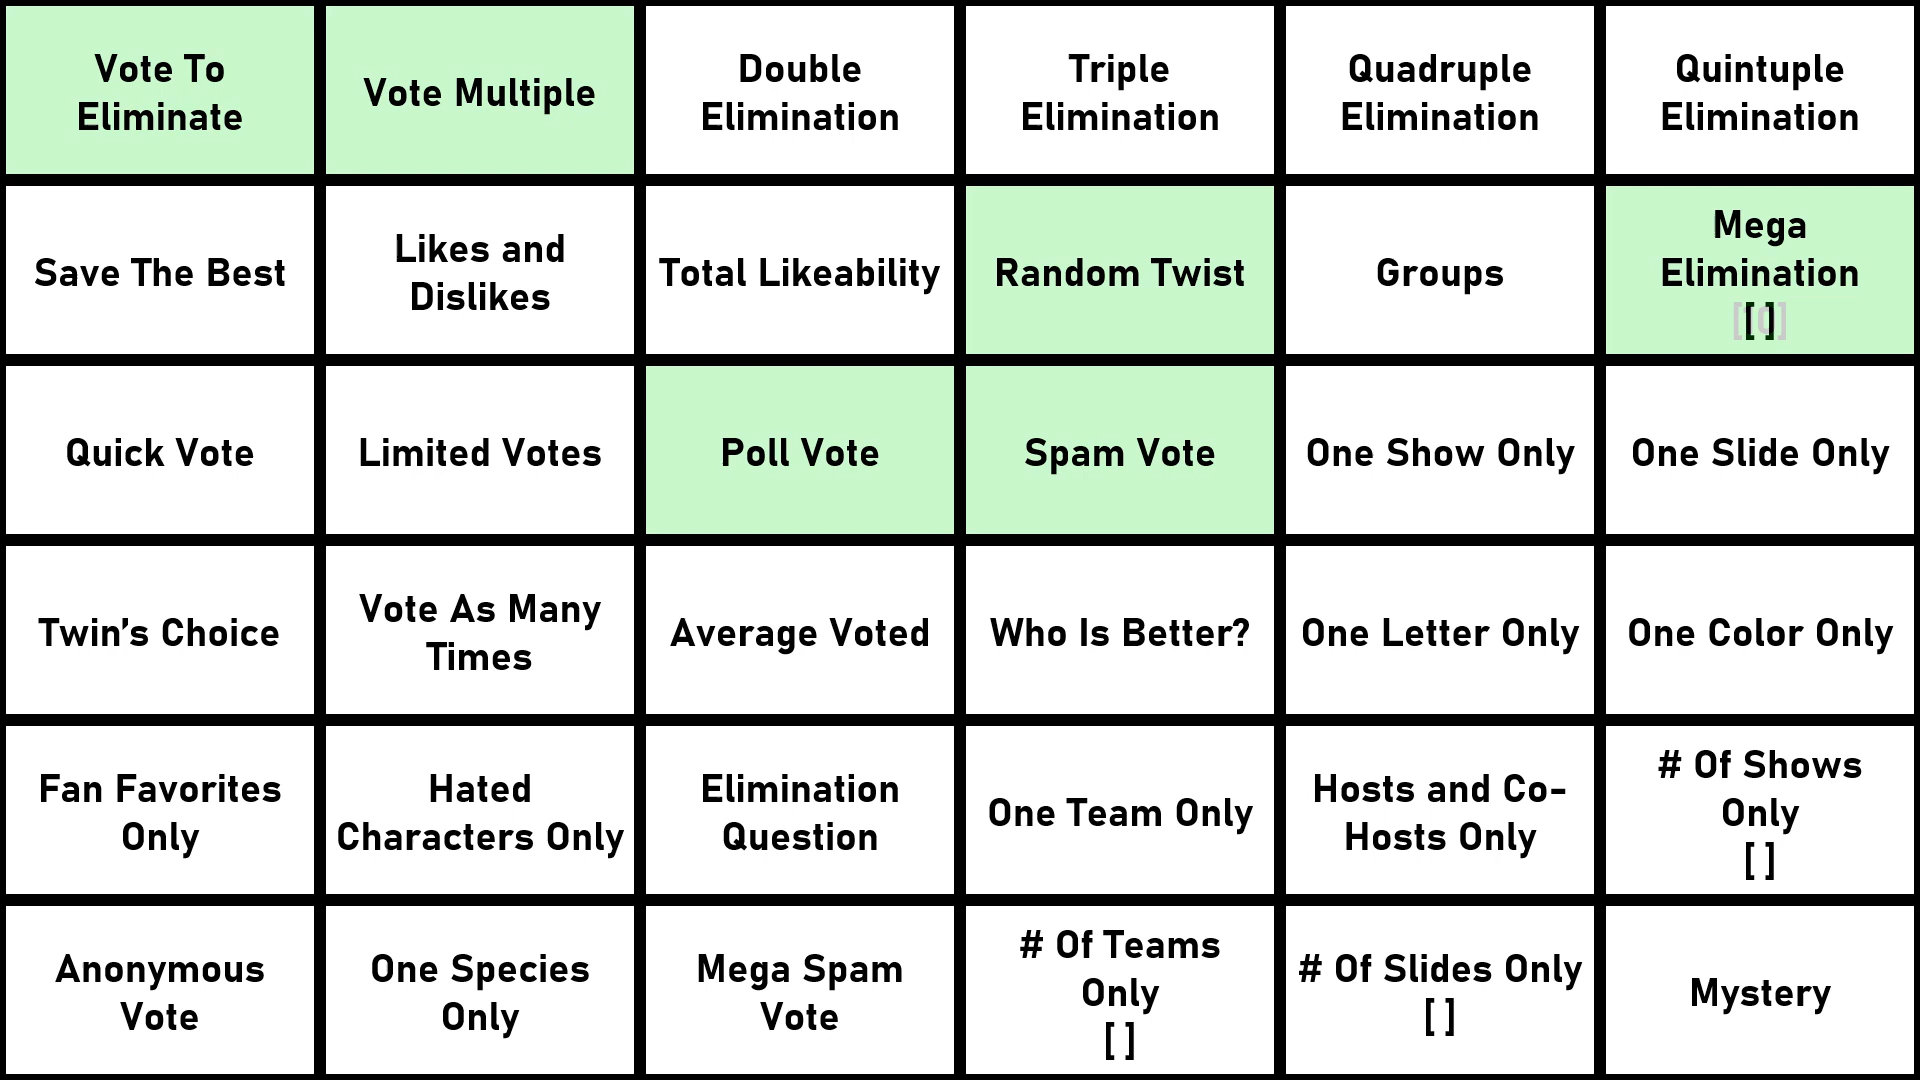 Vote To
Eliminate
Vote Multiple
Double
Elimination
Triple
Elimination
Quadruple
Elimination
Quintuple
Elimination
Save The Best
Likes and
Dislikes
Total Likeability
Random Twist
Groups
Mega
Elimination
Quick Vote
Limited Votes
Poll Vote
Spam Vote
One Show Only
One Slide Only
Twin's Choice
Vote As Many
Times
Average Voted
Who Is Better?
One Letter Only
One Color Only
Fan Favorites
Only
Hated
Characters Only
Elimination
Question
One Team Only
Hosts and Co-
Hosts Only
# Of Shows
Only
[ ]
Anonymous
Vote
One Species
Only
Mega Spam
Vote
# Of Teams
Only
[ ]
# Of Slides Only
[ ]
Mystery